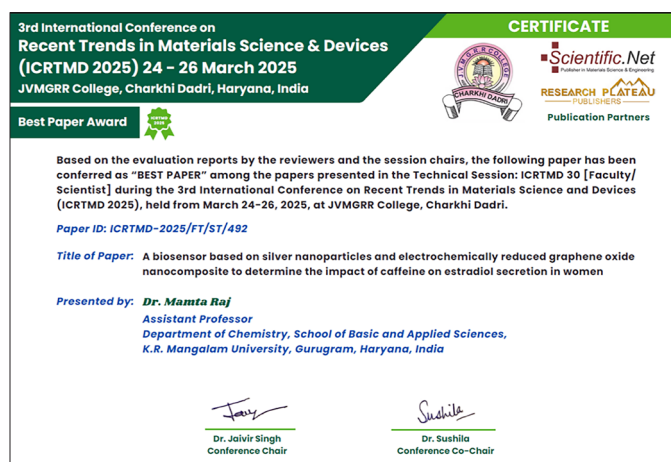 3rd International Conference on
Recent Trends in Materials Science & Devices
(ICRTMD 2025) 24 - 26 March 2025
JVMGRR College, Charkhi Dadri, Haryana, India
Best Paper Award
ICRTMD
2025
CERTIFICATE
J.V.M.G.R.R COLLEGE
CHARKHI DADRI
Scientific.Net
Publisher in Materials Science & Engineering
RESEARCH PLATEAU
PUBLISHERS
Publication Partners
Based on the evaluation reports by the reviewers and the session chairs, the following paper has been
conferred as “BEST PAPER” among the papers presented in the Technical Session: ICRTMD 30 [Faculty/
Scientist] during the 3rd International Conference on Recent Trends in Materials Science and Devices
(ICRTMD 2025), held from March 24-26, 2025, at JVMGRR College, Charkhi Dadri.
Paper ID: ICRTMD-2025/FT/ST/492
Title of Paper: A biosensor based on silver nanoparticles and electrochemically reduced graphene oxide
nanocomposite to determine the impact of caffeine on estradiol secretion in women
Presented by: Dr. Mamta Raj
Assistant Professor
Department of Chemistry, School of Basic and Applied Sciences,
K.R. Mangalam University, Gurugram, Haryana, India
Sushila
Dr. Jaivir Singh
Conference Chair
Dr. Sushila
Conference Co-Chair